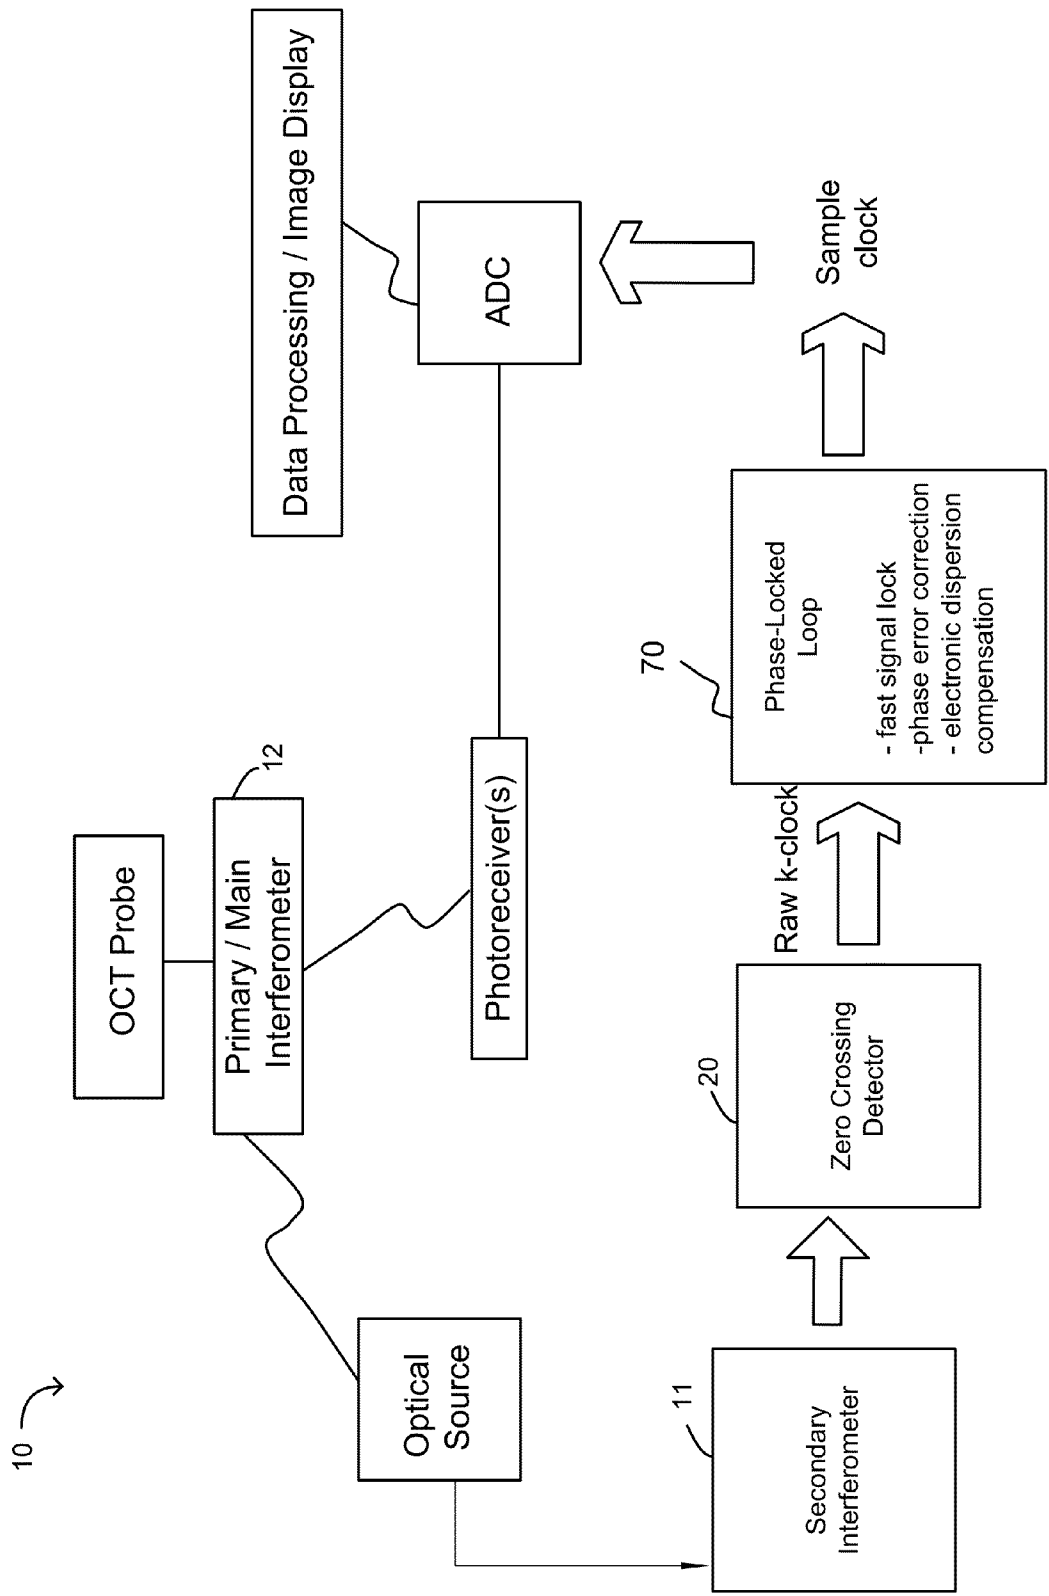 10
OCT Probe
12
Primary / Main
Interferometer
Data Processing / Image Display
Optical
Source
Photoreceiver(s)
ADC
11
Secondary
Interferometer
20
Zero Crossing
Detector
Raw k-clock
70
Phase-Locked
Loop
- fast signal lock
-phase error correction
- electronic dispersion
compensation
Sample
clock